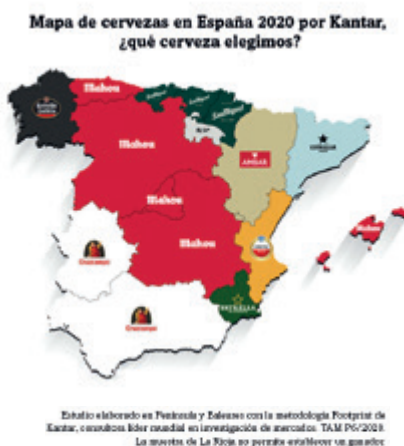 Mapa de cervezas en España 2020 por Kantar,
¿qué cerveza elegimos?
Mahou
Mahou
AMBAR
Mahou
Mahou
Mahou
Cruzcampo
Cruzcampo
Estudio elaborado en Península y Baleares con la metodología Footprint de
Kantar, consultora líder mundial en investigación de mercados. TAM P6/2020.
La muestra de La Rioja no permite establecer un ganador.